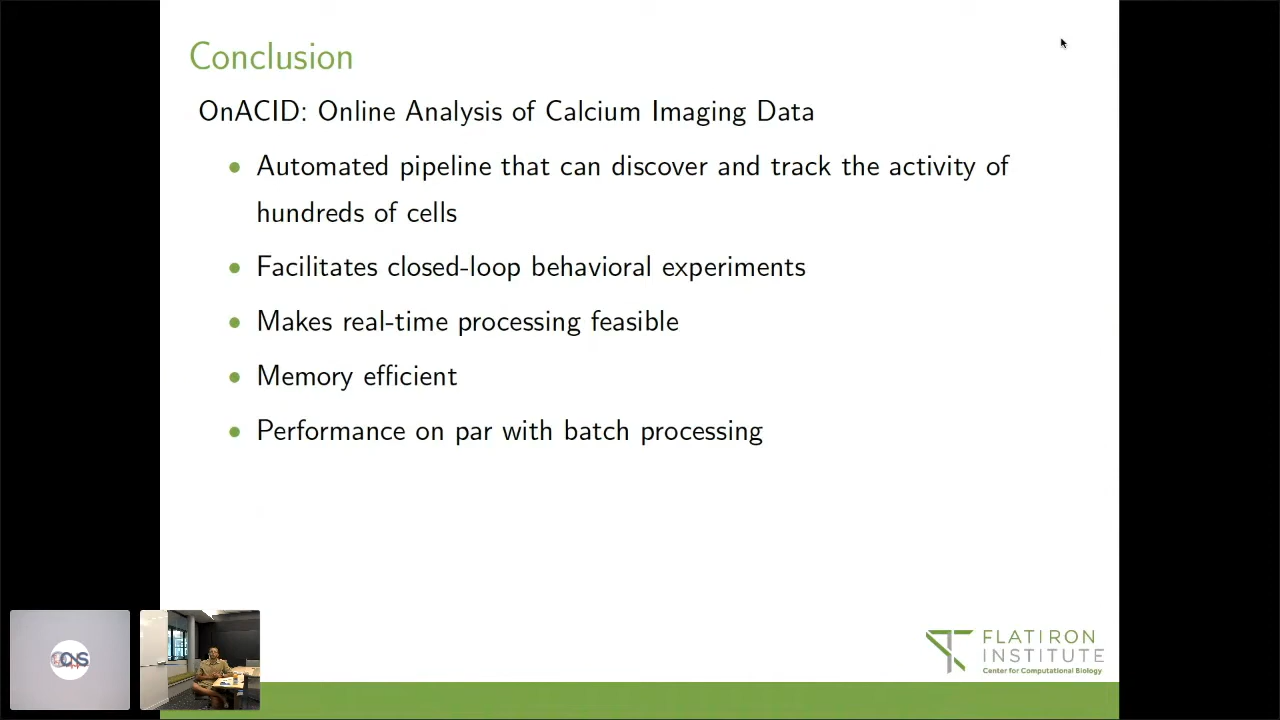 Conclusion
OnACID: Online Analysis of Calcium Imaging Data
Automated pipeline that can discover and track the activity of
hundreds of cells
Facilitates closed-loop behavioral experiments
Makes real-time processing feasible
Memory efficient
Performance on par with batch processing
FLATIRON
INSTITUTE
Center for Computational Biology